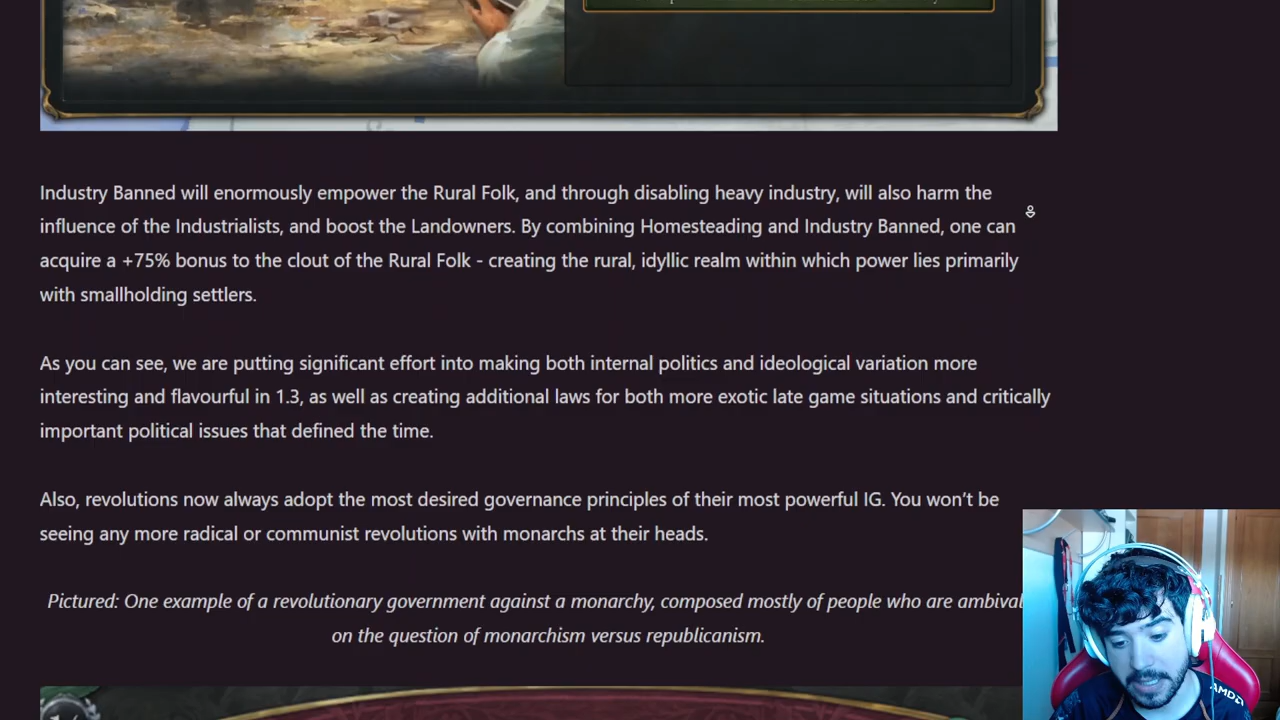 Industry Banned will enormously empower the Rural Folk, and through disabling heavy industry, will also harm the
influence of the Industrialists, and boost the Landowners. By combining Homesteading and Industry Banned, one can
acquire a +75% bonus to the clout of the Rural Folk - creating the rural, idyllic realm within which power lies primarily
with smallholding settlers.
As you can see, we are putting significant effort into making both internal politics and ideological variation more
interesting and flavourful in 1.3, as well as creating additional laws for both more exotic late game situations and critically
important political issues that defined the time.
Also, revolutions now always adopt the most desired governance principles of their most powerful IG. You won’t be
seeing any more radical or communist revolutions with monarchs at their heads.
Pictured: One example of a revolutionary government against a monarchy, composed mostly of people who are ambival
on the question of monarchism versus republicanism.
AMD